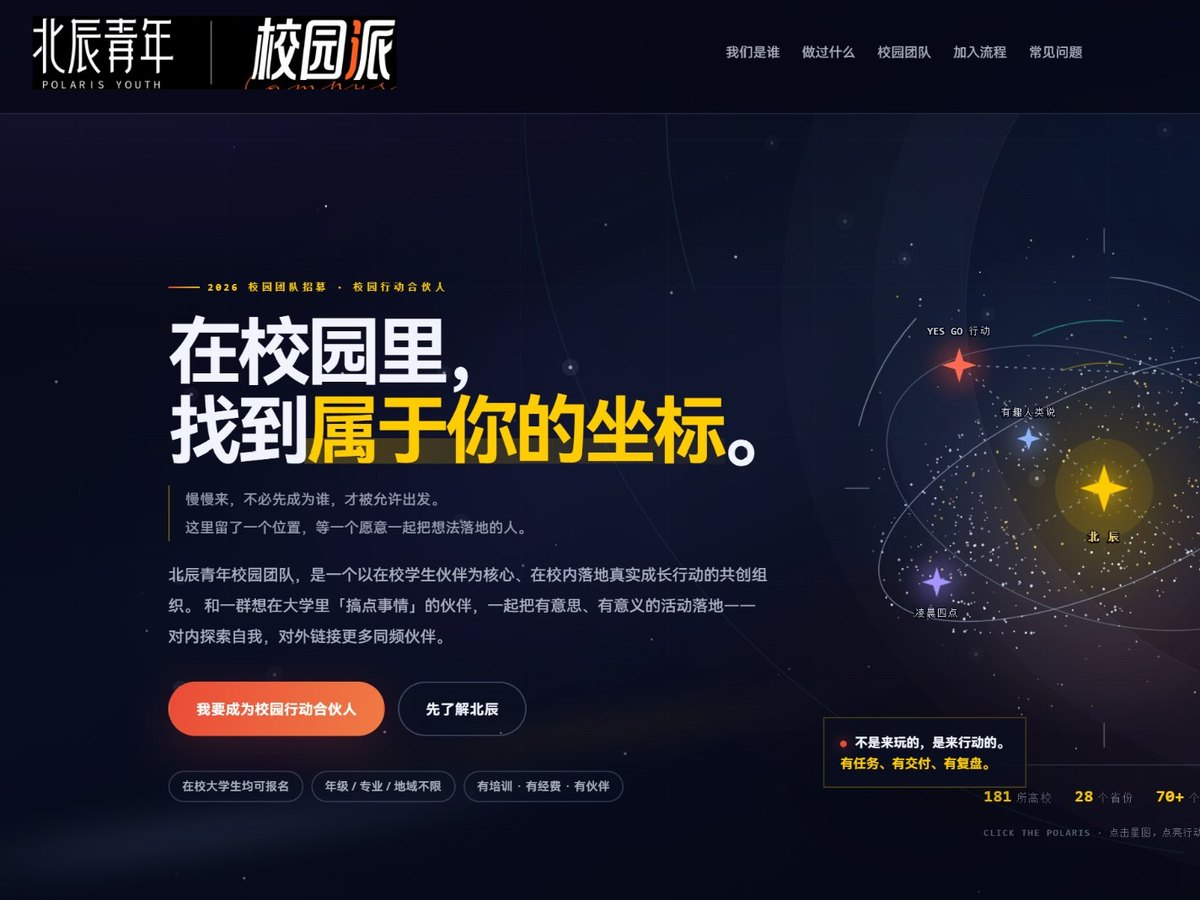 北辰青年
POLARIS YOUTH
校园派
Campus
我们是谁 做过什么 校园团队 加入流程 常见问题
2026 校园团队招募 · 校园行动合伙人
在校园里，
找到属于你的坐标。
慢慢来，不必先成为谁，才被允许出发。
这里留了一个位置，等一个愿意一起把想法落地的人。
北辰青年校园团队，是一个以在校学生伙伴为核心、在校内落地真实成长行动的共创组
织。 和一群想在大学里「搞点事情」的伙伴，一起把有意思、有意义的活动落地——
对内探索自我，对外链接更多同频伙伴。
我要成为校园行动合伙人 先了解北辰
在校大学生均可报名 年级 / 专业 / 地域不限 有培训 · 有经费 · 有伙伴
YES GO 行动
有趣人类说
北辰
凌晨四点
不是来玩的，是来行动的。
有任务、有交付、有复盘。
181 所高校 28 个省份 70+ 个
CLICK THE POLARIS · 点击星图，点亮行动